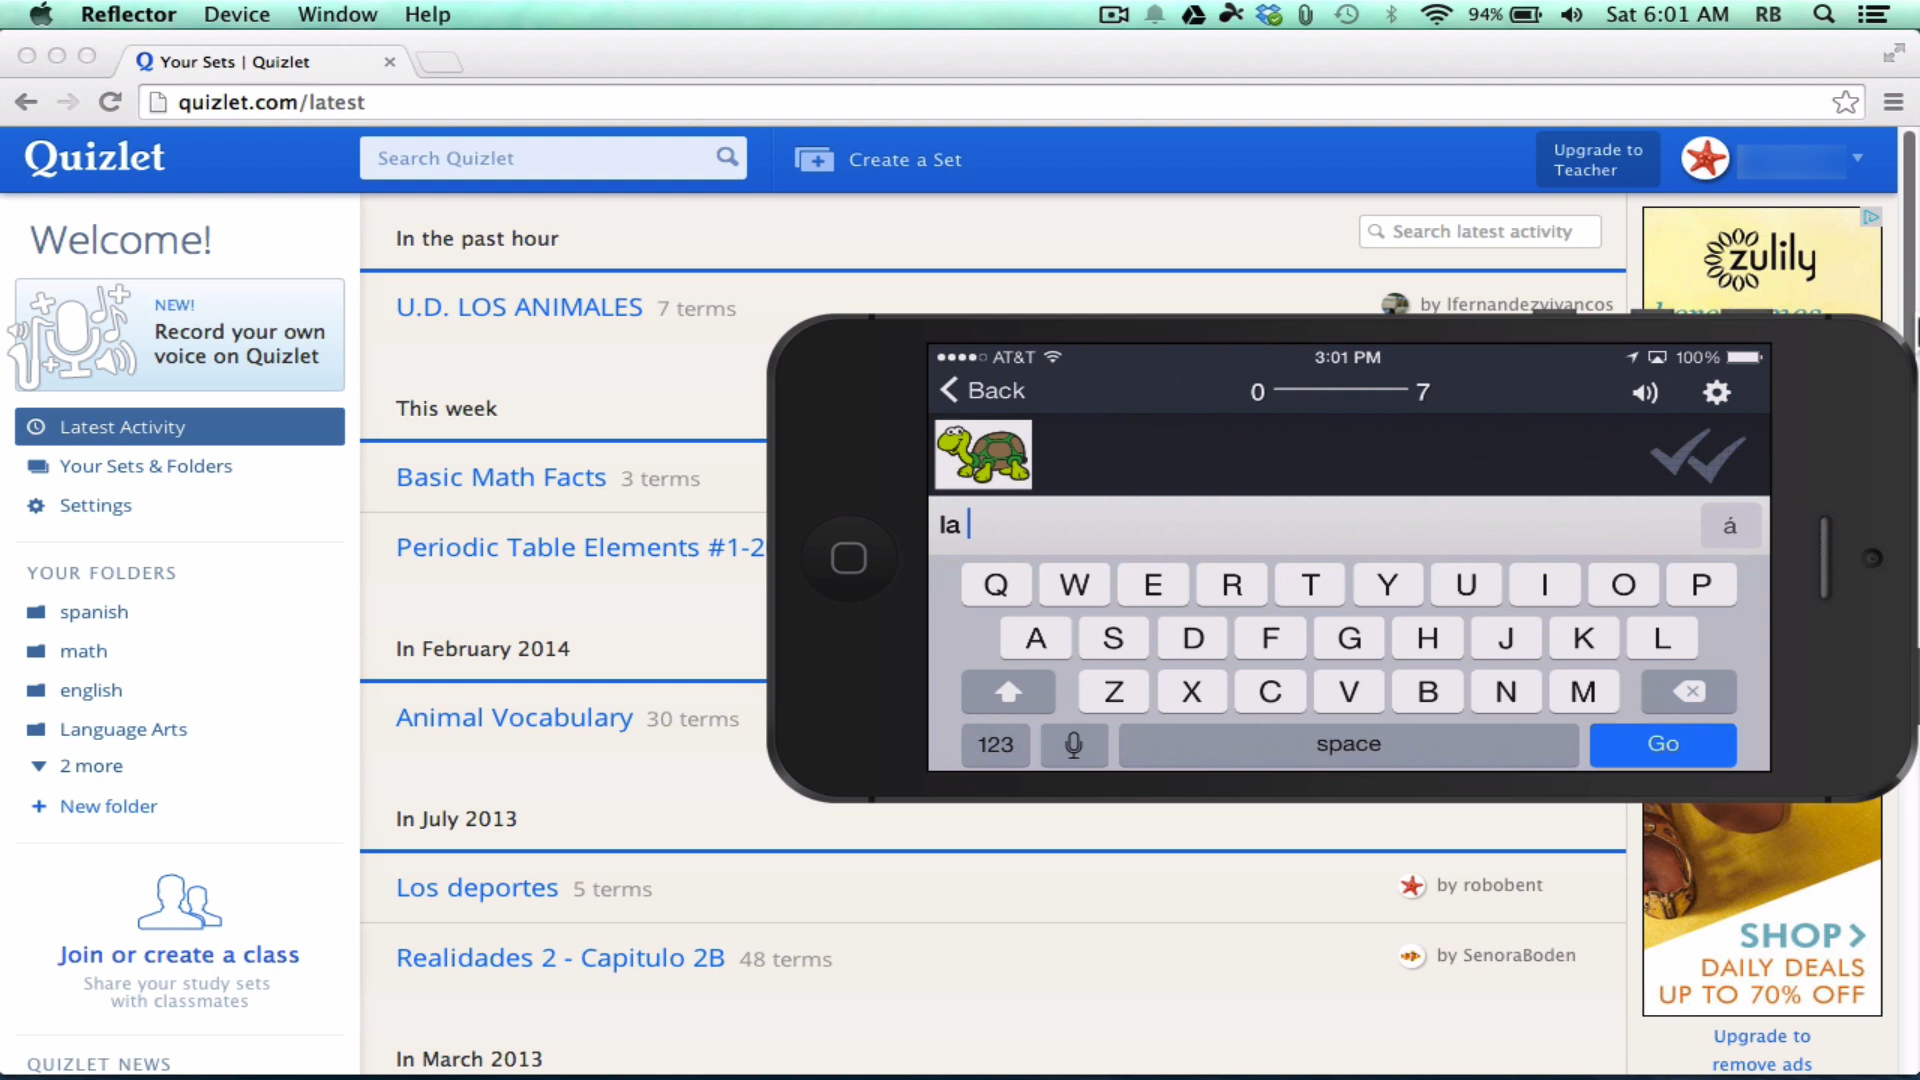 Reflector Device Window Help 94% Sat 6:01 AM RB
Your Sets | Quizlet
quizlet.com/latest
Quizlet
Search Quizlet
Create a Set
Upgrade to
Teacher
Welcome!
NEW!
Record your own
voice on Quizlet
Latest Activity
Your Sets & Folders
Settings
YOUR FOLDERS
spanish
math
english
Language Arts
2 more
New folder
Join or create a class
Share your study sets
with classmates
QUIZLET NEWS
In the past hour
Search latest activity
U.D. LOS ANIMALES 7 terms
by lfernandezvivancos
This week
Basic Math Facts 3 terms
Periodic Table Elements #1-2
In February 2014
Animal Vocabulary 30 terms
In July 2013
Los deportes 5 terms
by robobent
Realidades 2 - Capitulo 2B 48 terms
by SenoraBoden
In March 2013
AT&T 3:01 PM 100%
Back 0 7
la
á
Q W E R T Y U I O P
A S D F G H J K L
Z X C V B N M
123 space Go
zulily
SHOP >
DAILY DEALS
UP TO 70% OFF
Upgrade to
remove ads